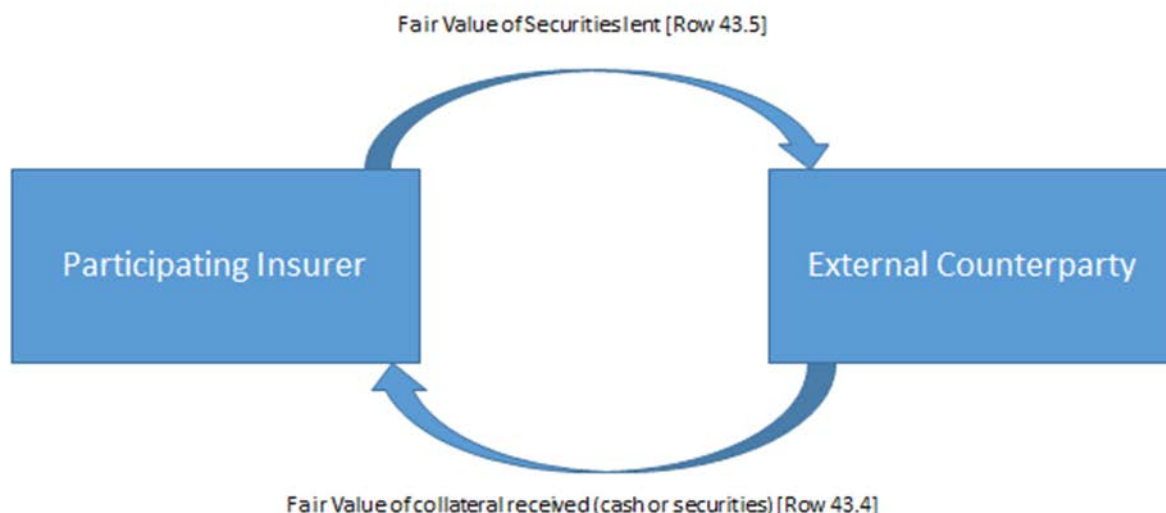 Fair Value of Securities lent [Row 43.5]
Participating Insurer
External Counterparty
Fair Value of collateral received (cash or securities) [Row 43.4]